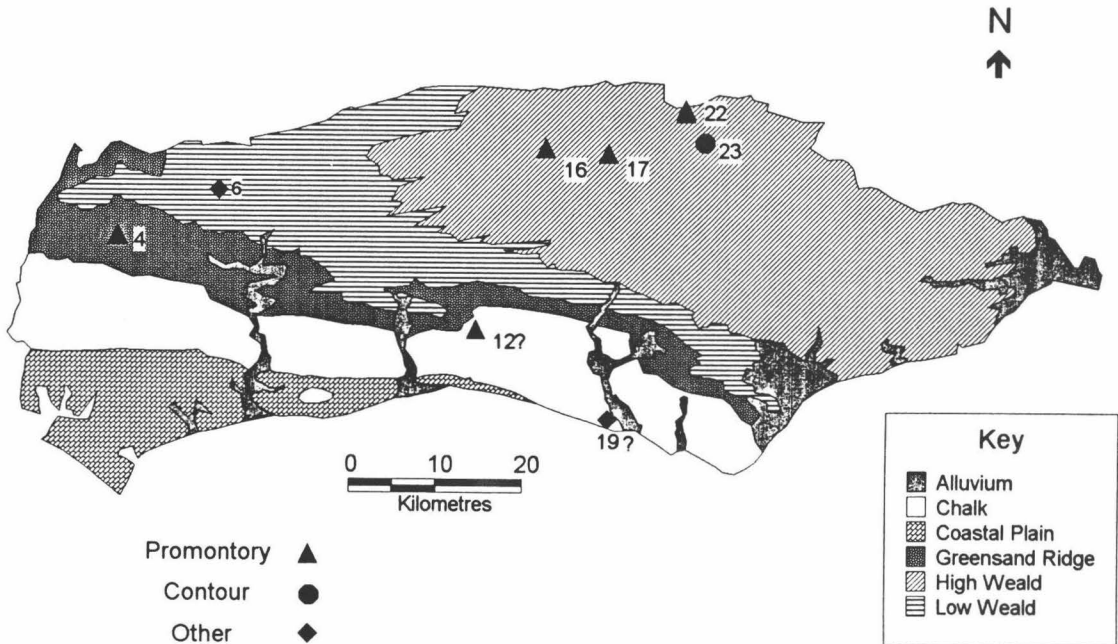 N
22
23
16
17
6
4
12?
19?
0 10 20
Kilometres
Promontory
Contour
Other
Key
Alluvium
Chalk
Coastal Plain
Greensand Ridge
High Weald
Low Weald